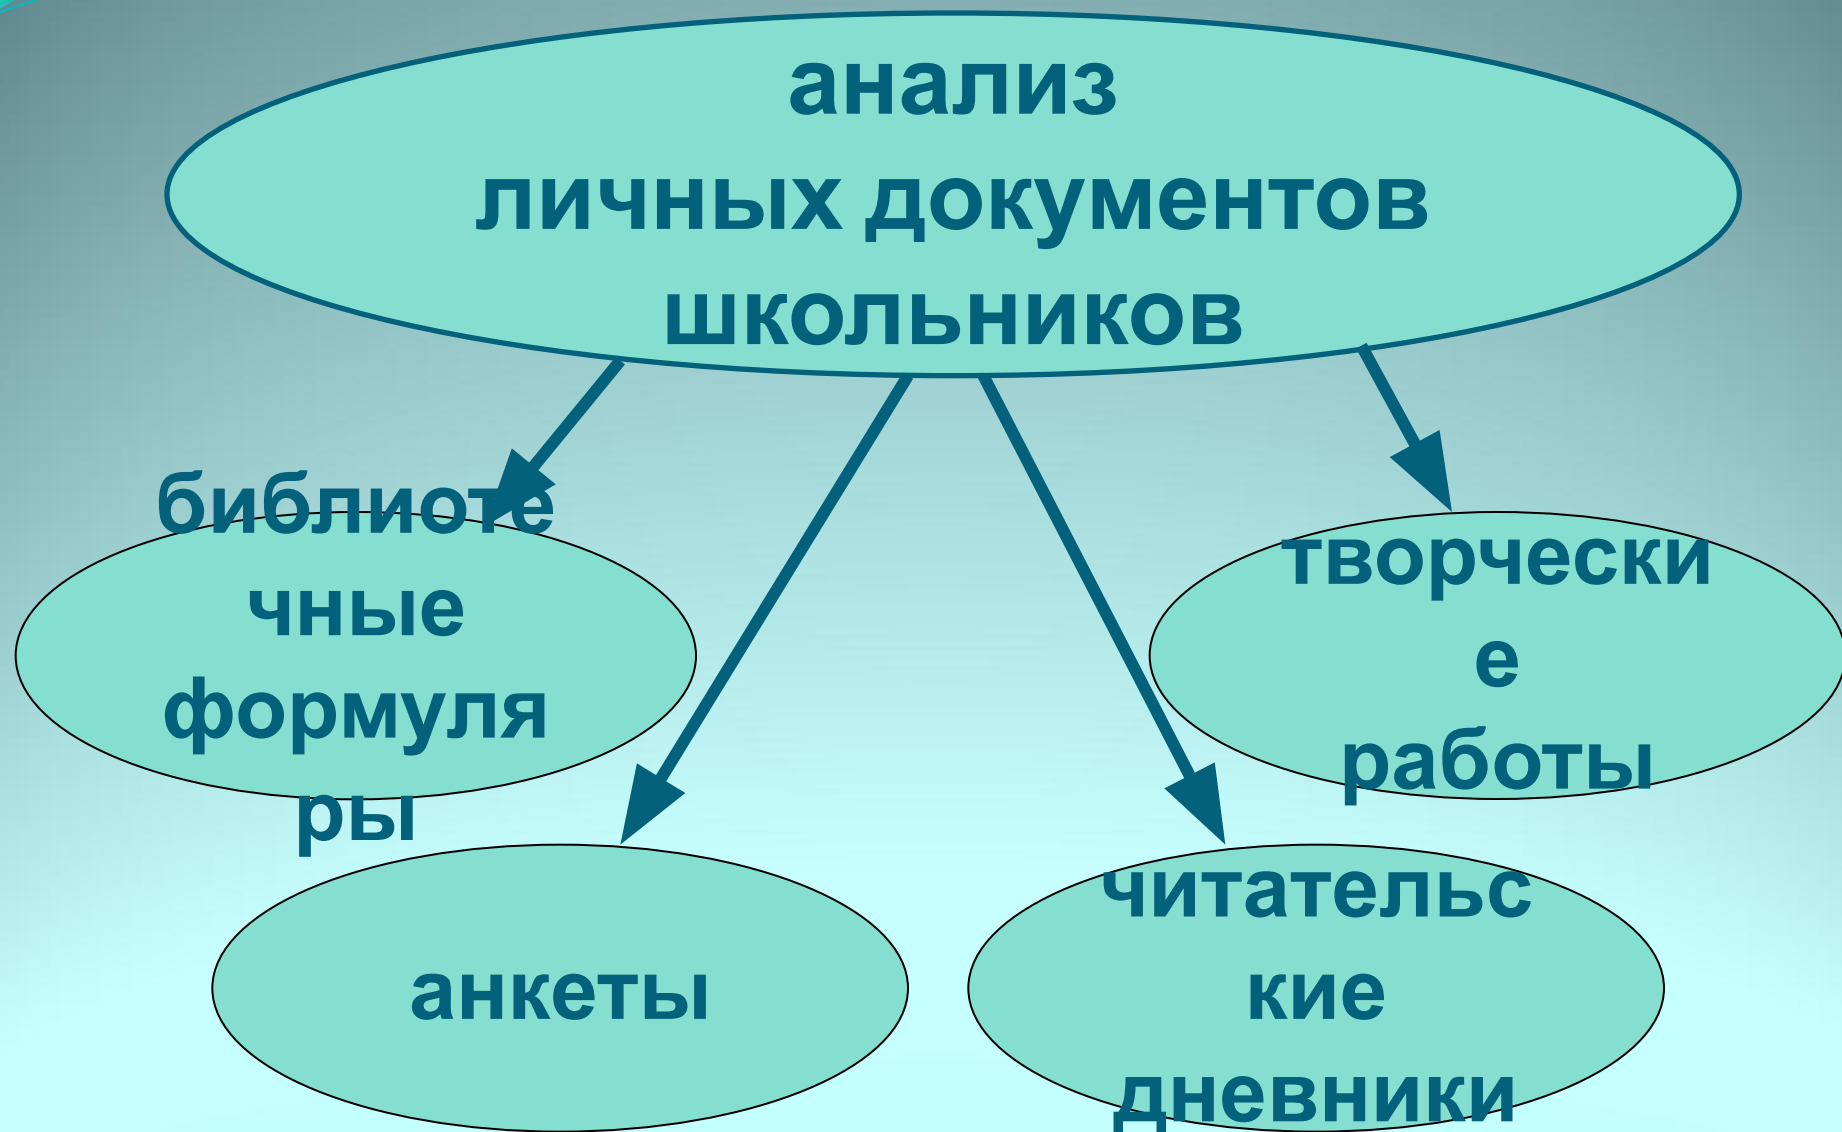 анализ
личных документов
школьников
библиоте
чные
формуля
ры
творчески
е
работы
анкеты
читательс
кие
дневники